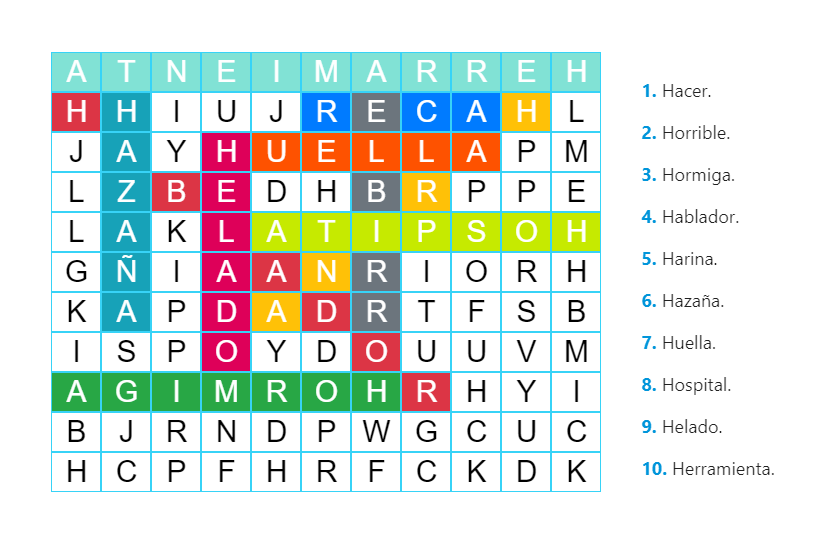 A T N E I M A R R E H
H H I U J R E C A H L
J A Y H U E L L A P M
L Z B E D H B R P P E
L A K L A T I P S O H
G Ñ I A A N R I O R H
K A P D A D R T F S B
I S P O Y D O U U V M
A G I M R O H R H Y I
B J R N D P W G C U C
H C P F H R F C K D K
1. Hacer.
2. Horrible.
3. Hormiga.
4. Hablador.
5. Harina.
6. Hazaña.
7. Huella.
8. Hospital.
9. Helado.
10. Herramienta.